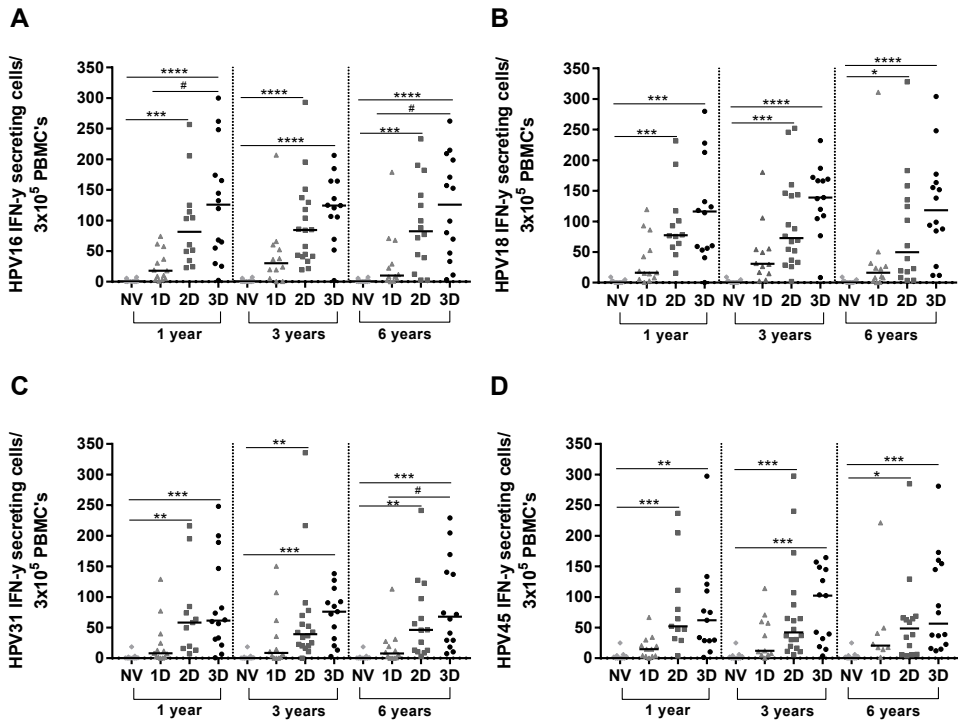 A
HPV16 IFN-y secreting cells/
3x10⁵ PBMC's
350
300
250
200
150
100
50
0
****
#
***
****
****
****
#
***
NV 1D 2D 3D NV 1D 2D 3D NV 1D 2D 3D
1 year 3 years 6 years
B
HPV18 IFN-y secreting cells/
3x10⁵ PBMC's
350
300
250
200
150
100
50
0
***
***
****
***
****
*
NV 1D 2D 3D NV 1D 2D 3D NV 1D 2D 3D
1 year 3 years 6 years
C
HPV31 IFN-y secreting cells/
3x10⁵ PBMC's
350
300
250
200
150
100
50
0
***
**
**
***
***
#
**
NV 1D 2D 3D NV 1D 2D 3D NV 1D 2D 3D
1 year 3 years 6 years
D
HPV45 IFN-y secreting cells/
3x10⁵ PBMC's
350
300
250
200
150
100
50
0
**
***
***
***
***
*
NV 1D 2D 3D NV 1D 2D 3D NV 1D 2D 3D
1 year 3 years 6 years